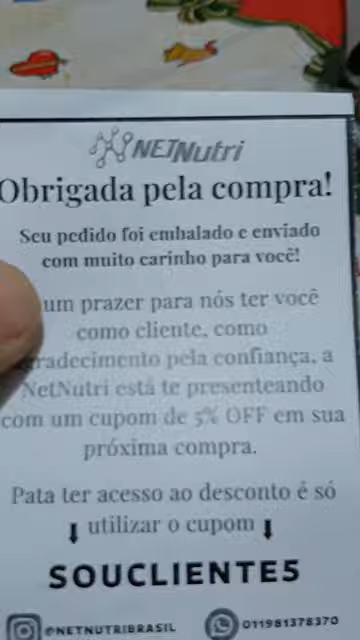 NETNutri
Obrigada pela compra!
Seu pedido foi embalado e enviado
com muito carinho para você!
um prazer para nós ter você
como cliente, como
radecimento pela confiança, a
NetNutri está te presenteando
com um cupom de 5% OFF em sua
próxima compra.
Pata ter acesso ao desconto é só
utilizar o cupom
SOUCLIENTE5
@NETNUTRIBRASIL 011981378370